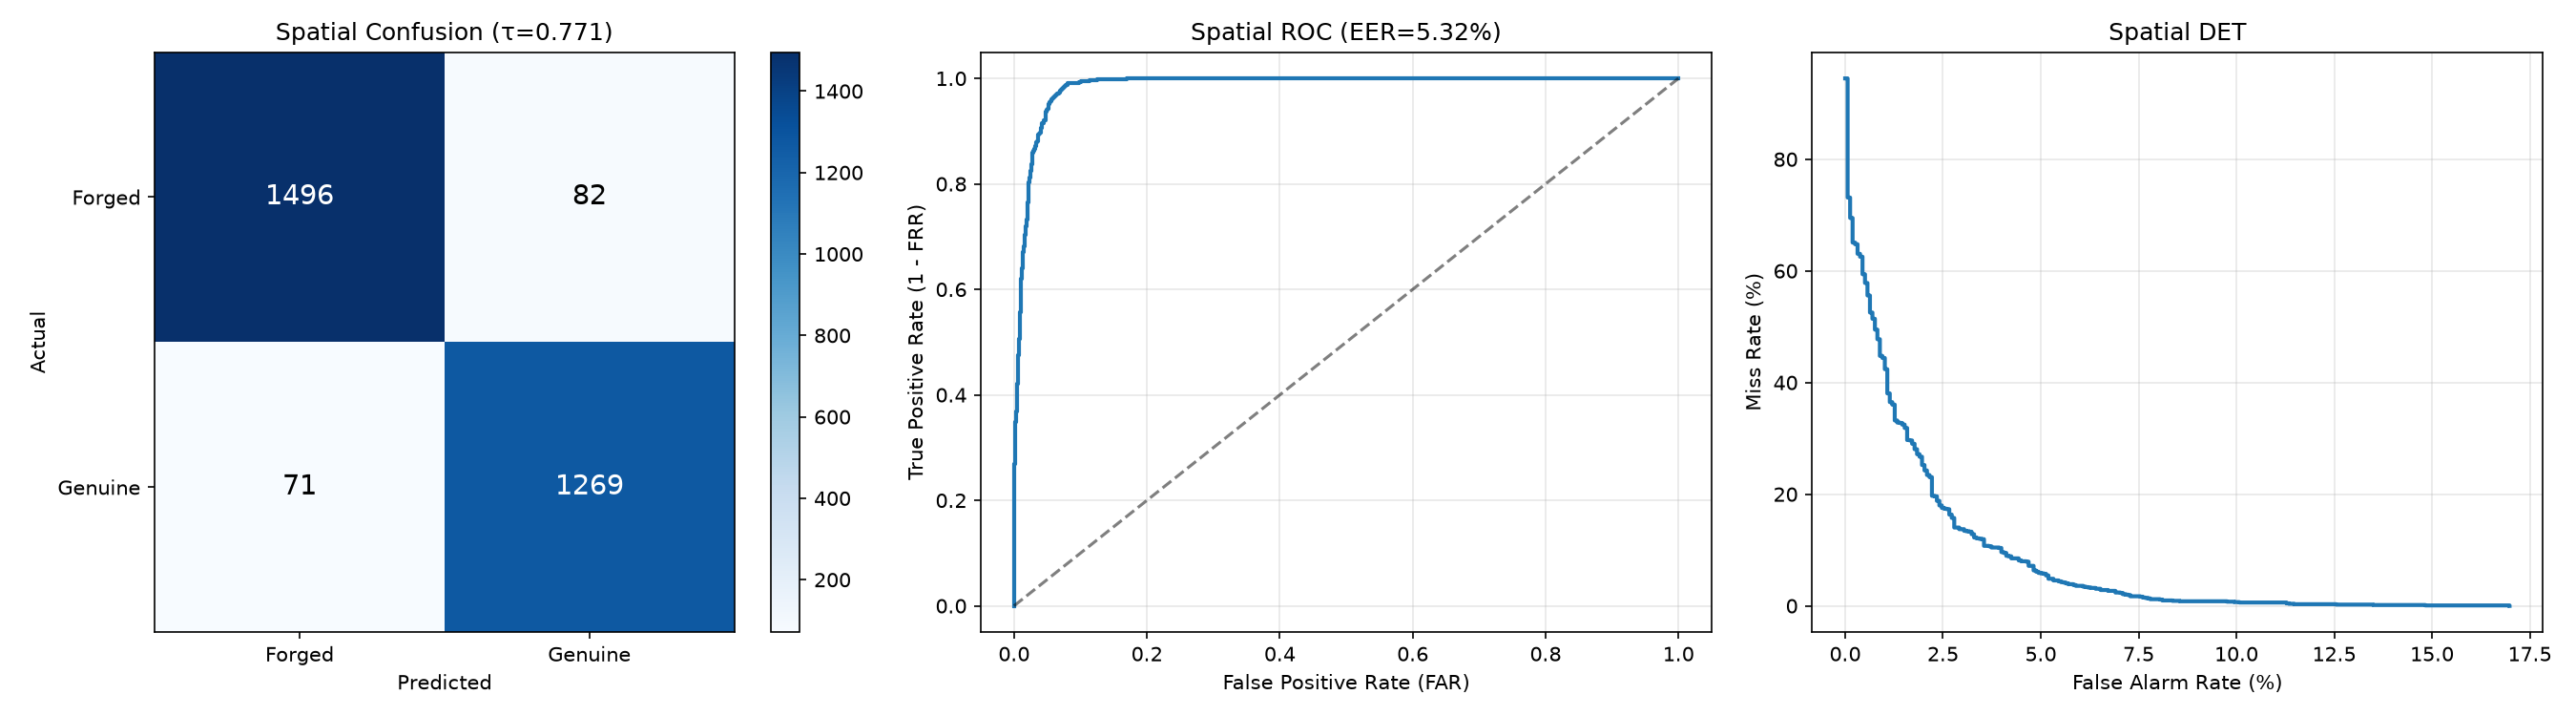 Spatial Confusion (τ=0.771)
Actual
Forged
Genuine
1496
82
71
1269
Forged
Genuine
Predicted
1400
1200
1000
800
600
400
200
Spatial ROC (EER=5.32%)
True Positive Rate (1 - FRR)
1.0
0.8
0.6
0.4
0.2
0.0
0.0
0.2
0.4
0.6
0.8
1.0
False Positive Rate (FAR)
Spatial DET
Miss Rate (%)
80
60
40
20
0
0.0
2.5
5.0
7.5
10.0
12.5
15.0
17.5
False Alarm Rate (%)